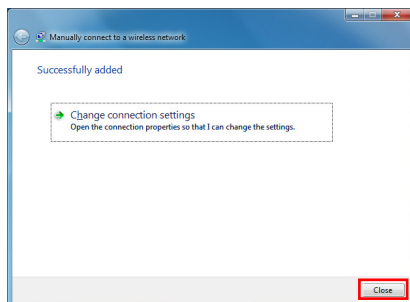 Manually connect to a wireless network
Successfully added
Change connection settings
Open the connection properties so that I can change the settings.
Close